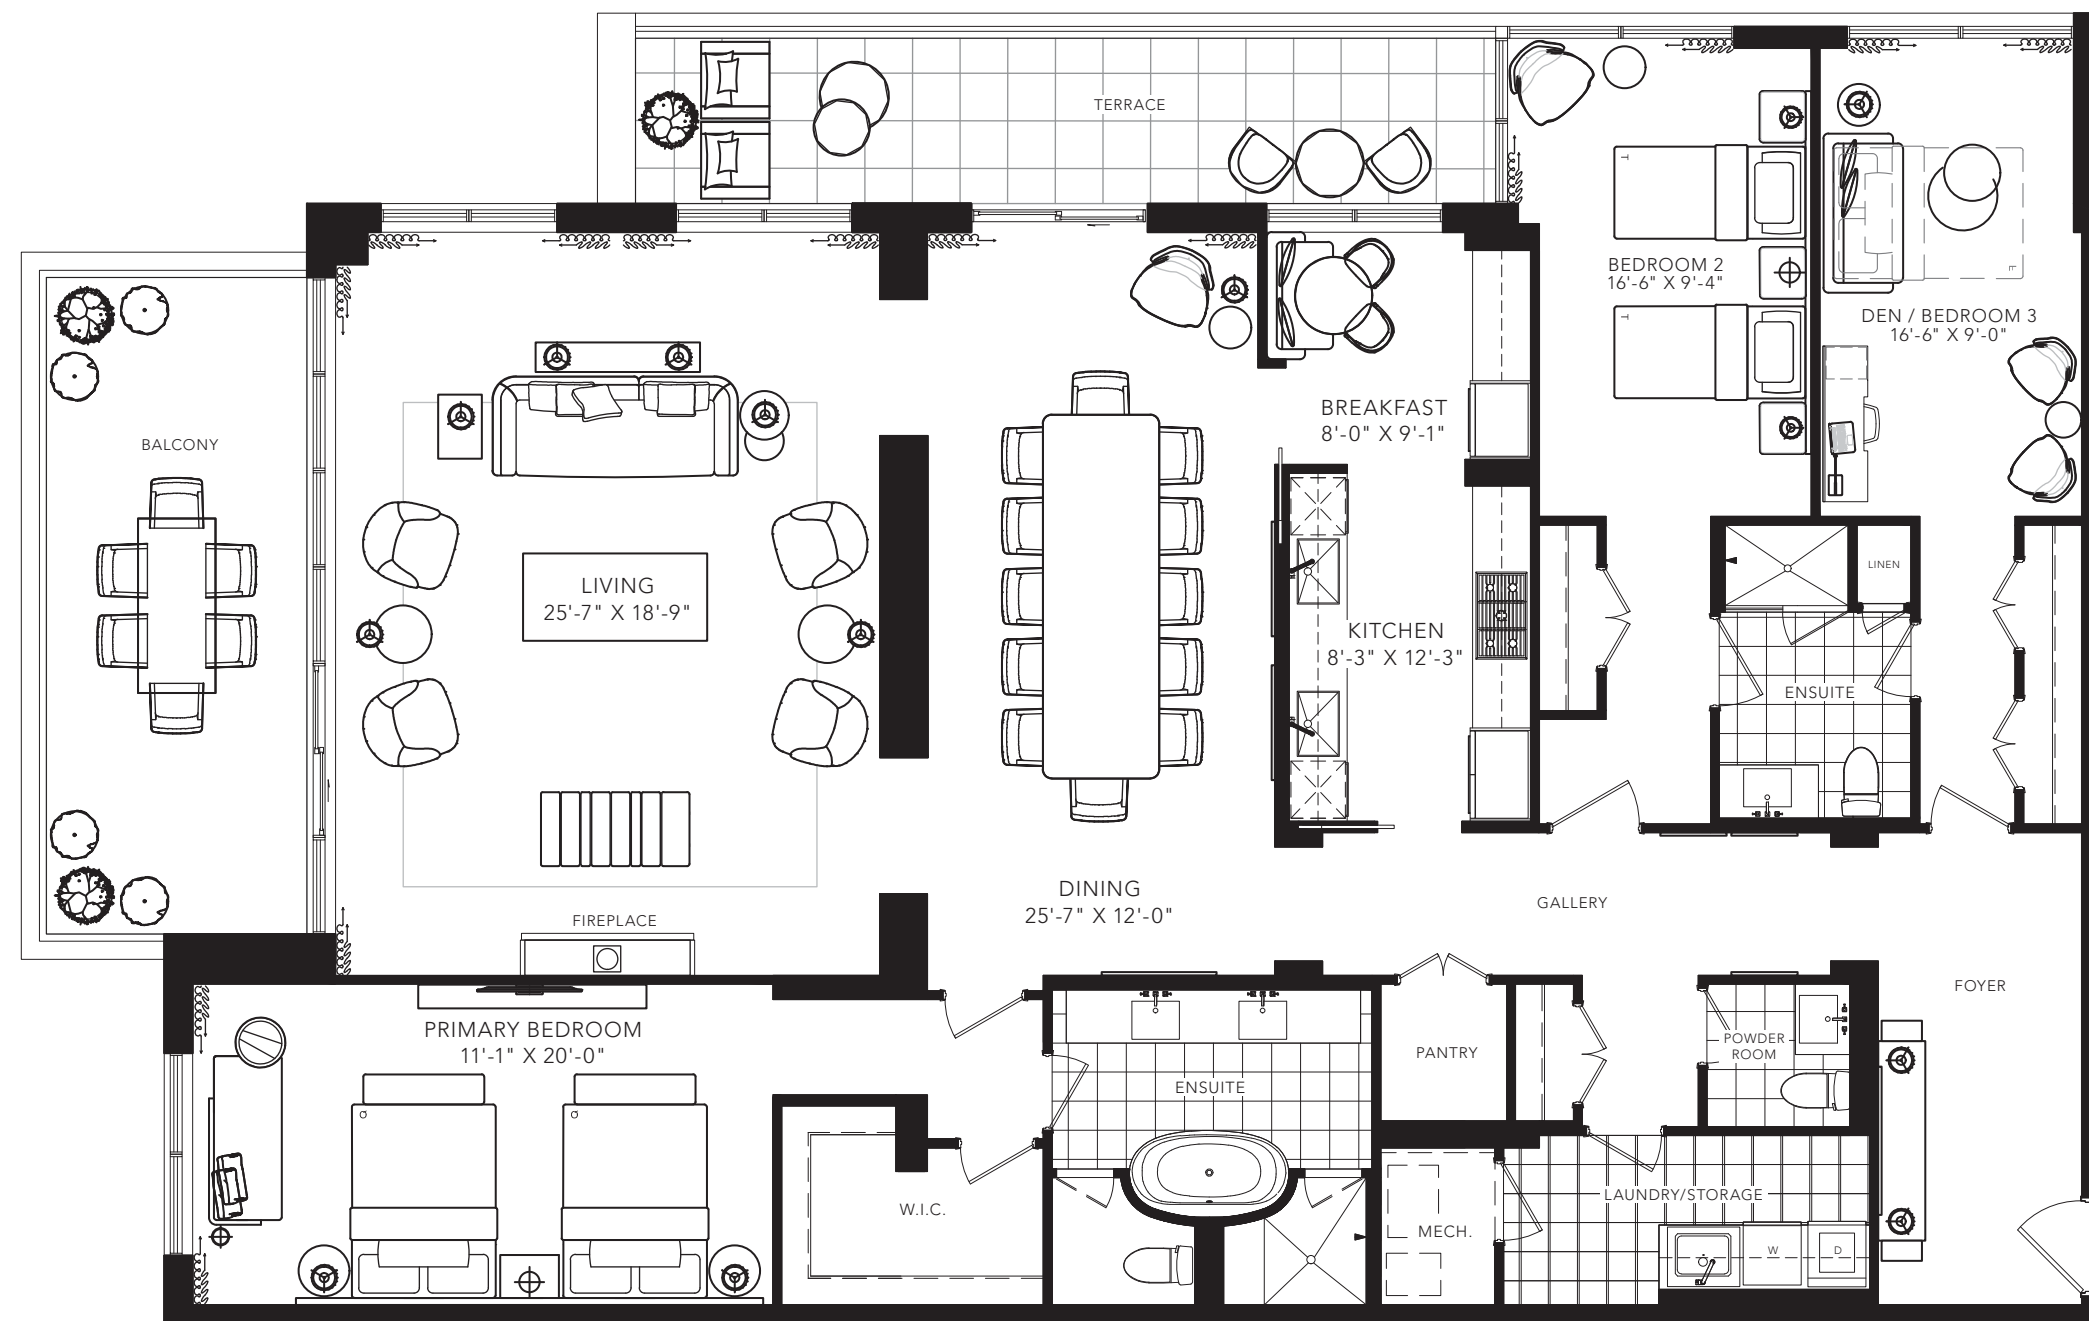 TERRACE
BEDROOM 2
16'-6" X 9'-4"
DEN / BEDROOM 3
16'-6" X 9'-0"
BREAKFAST
8'-0" X 9'-1"
BALCONY
LIVING
25'-7" X 18'-9"
KITCHEN
8'-3" X 12'-3"
LINEN
ENSUITE
DINING
25'-7" X 12'-0"
GALLERY
FIREPLACE
FOYER
PRIMARY BEDROOM
11'-1" X 20'-0"
ENSUITE
PANTRY
POWDER
ROOM
W.I.C.
MECH.
LAUNDRY/STORAGE
W
D
T
T
F
Q
Q